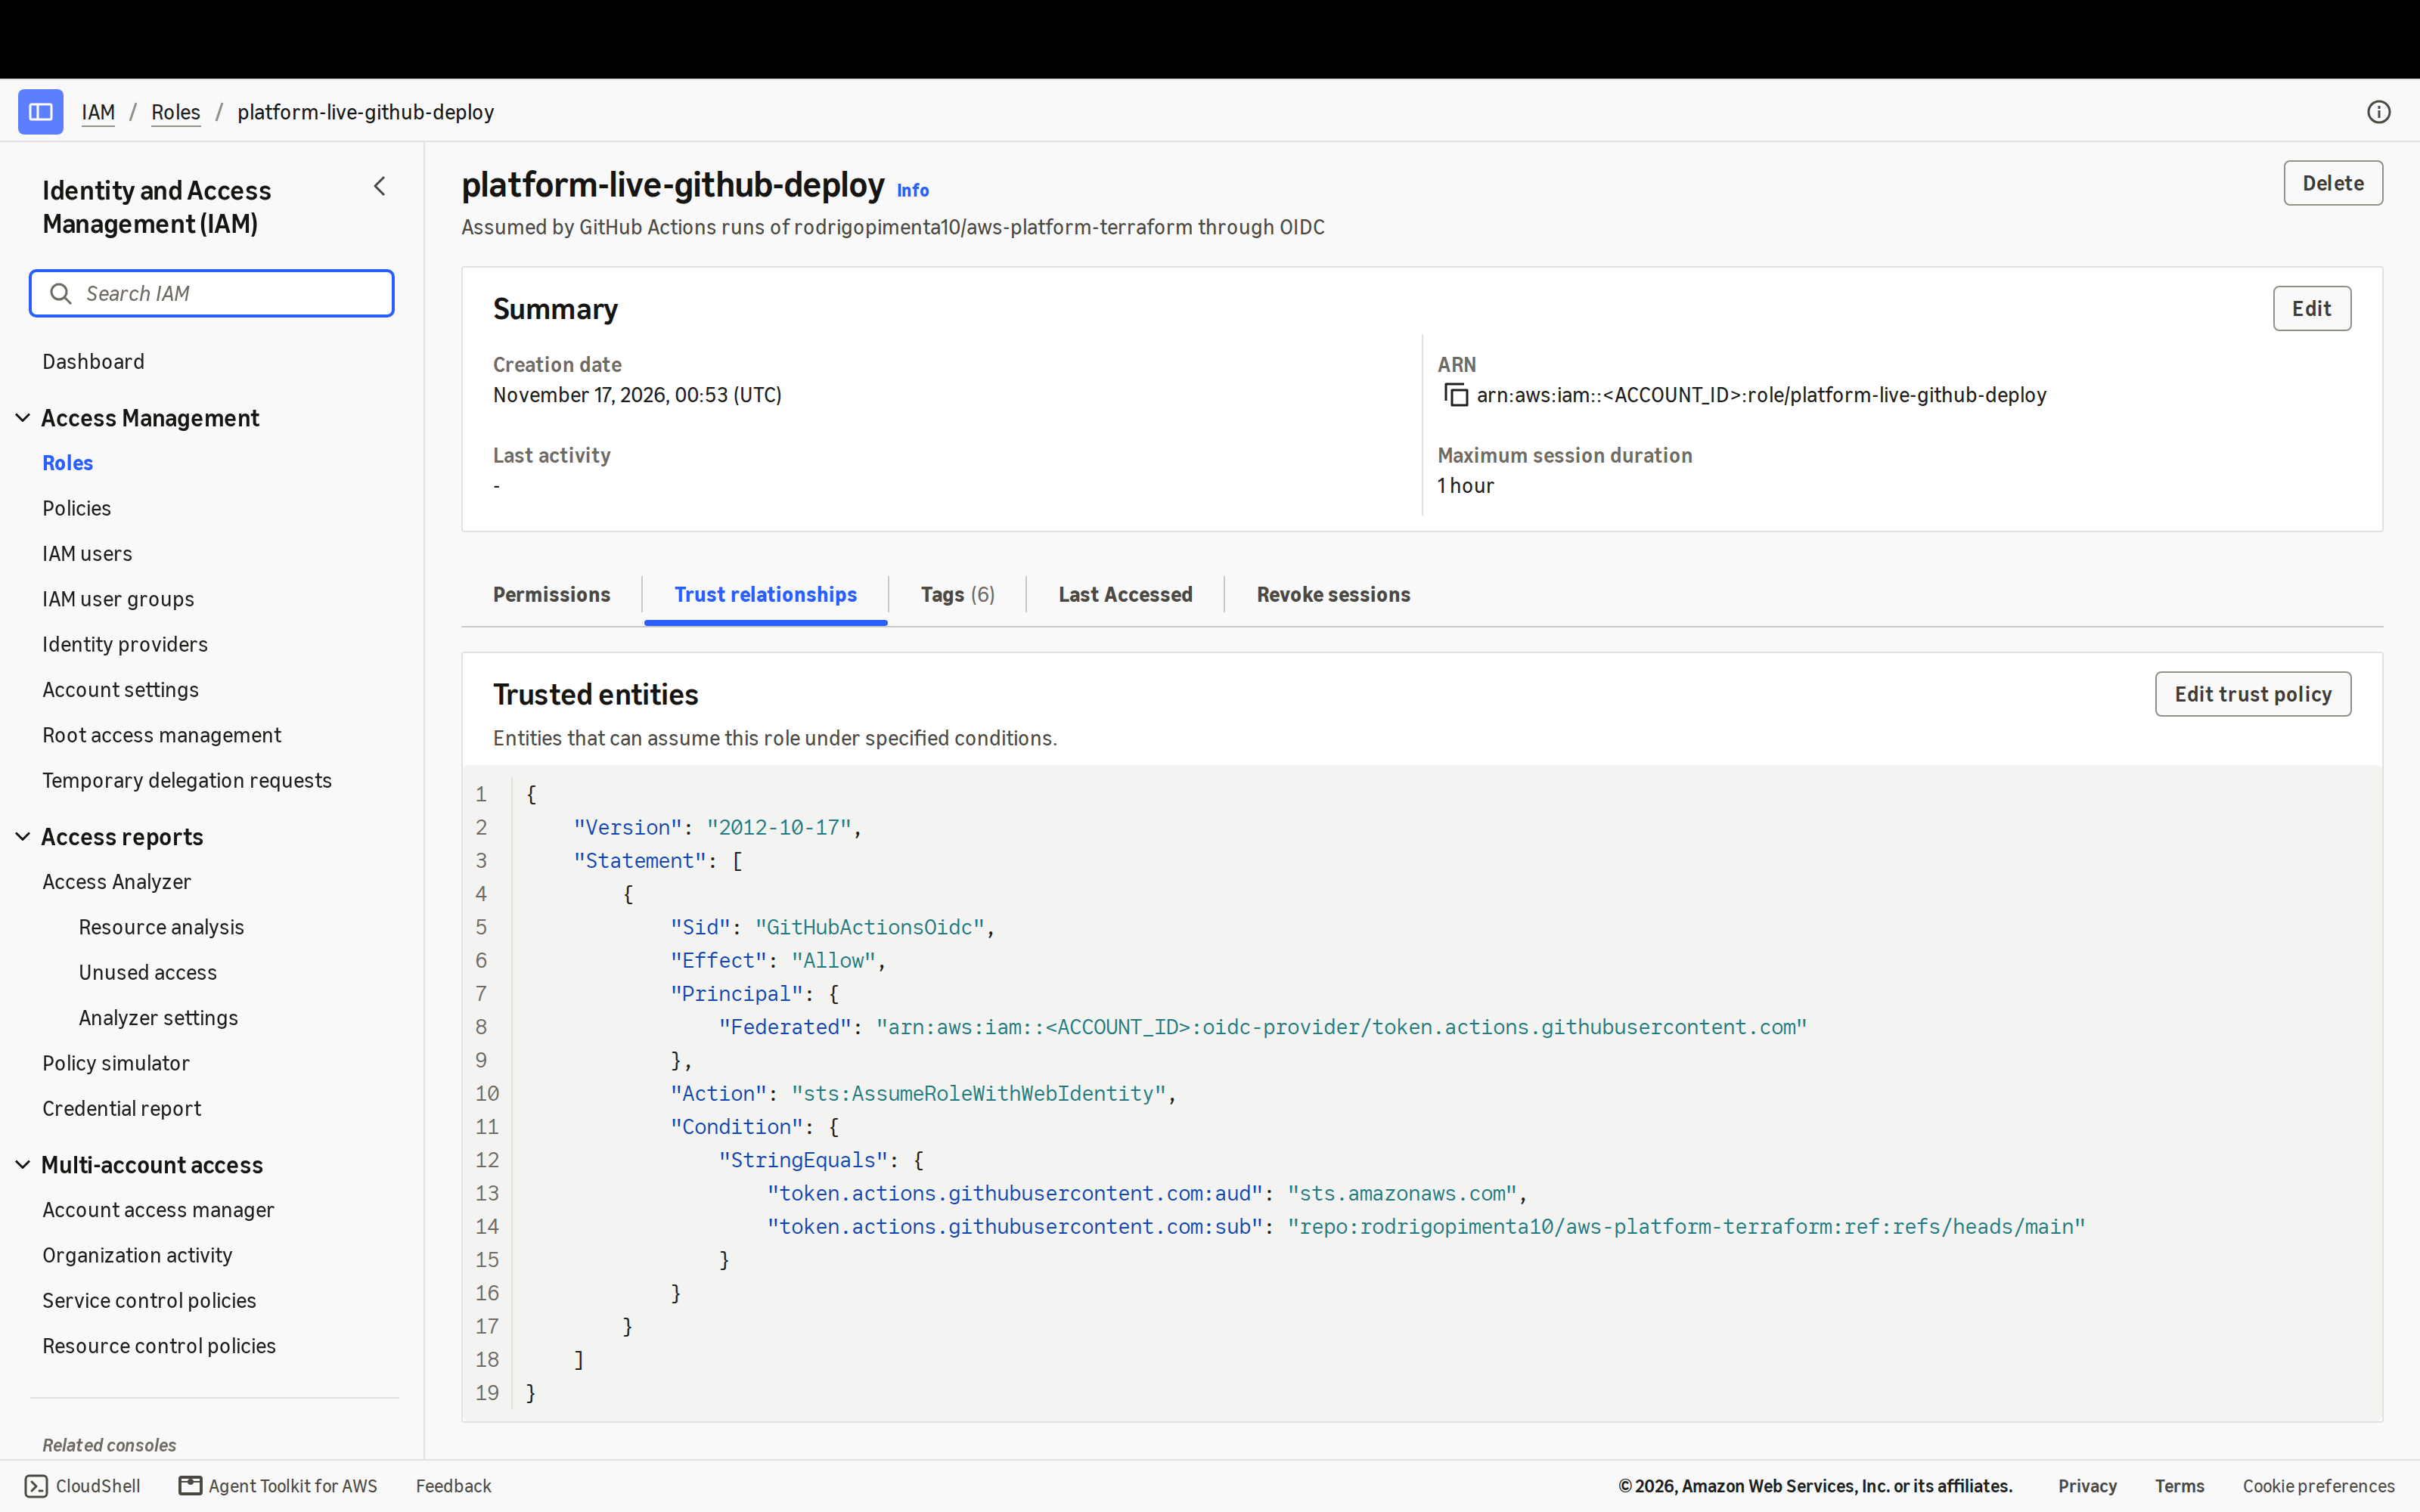 IAM / Roles / platform-live-github-deploy
Identity and Access
Management (IAM)
Search IAM
Dashboard
Access Management
Roles
Policies
IAM users
IAM user groups
Identity providers
Account settings
Root access management
Temporary delegation requests
Access reports
Access Analyzer
Resource analysis
Unused access
Analyzer settings
Policy simulator
Credential report
Multi-account access
Account access manager
Organization activity
Service control policies
Resource control policies
Related consoles
platform-live-github-deploy Info
Delete
Assumed by GitHub Actions runs of rodrigopimenta10/aws-platform-terraform through OIDC
Summary
Edit
Creation date
November 17, 2026, 00:53 (UTC)
ARN
arn:aws:iam::<ACCOUNT_ID>:role/platform-live-github-deploy
Last activity
-
Maximum session duration
1 hour
Permissions
Trust relationships
Tags (6)
Last Accessed
Revoke sessions
Trusted entities
Edit trust policy
Entities that can assume this role under specified conditions.
1 {
2 "Version": "2012-10-17",
3 "Statement": [
4 {
5 "Sid": "GitHubActionsOidc",
6 "Effect": "Allow",
7 "Principal": {
8 "Federated": "arn:aws:iam::<ACCOUNT_ID>:oidc-provider/token.actions.githubusercontent.com"
9 },
10 "Action": "sts:AssumeRoleWithWebIdentity",
11 "Condition": {
12 "StringEquals": {
13 "token.actions.githubusercontent.com:aud": "sts.amazonaws.com",
14 "token.actions.githubusercontent.com:sub": "repo:rodrigopimenta10/aws-platform-terraform:ref:refs/heads/main"
15 }
16 }
17 }
18 ]
19 }
CloudShell
Agent Toolkit for AWS
Feedback
© 2026, Amazon Web Services, Inc. or its affiliates.
Privacy
Terms
Cookie preferences